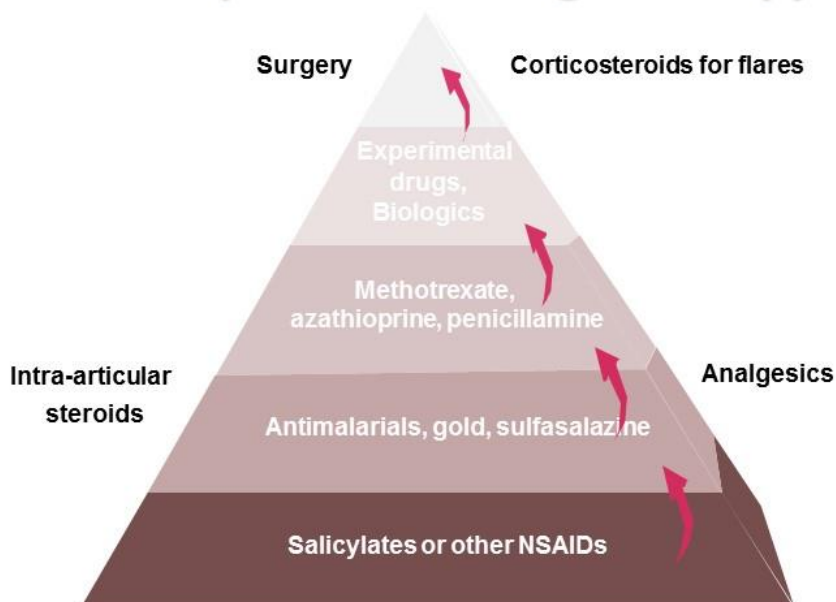 Surgery
Corticosteroids for flares
Experimental
drugs,
Biologics
Methotrexate,
azathioprine, penicillamine
Intra-articular
steroids
Analgesics
Antimalarials, gold, sulfasalazine
Salicylates or other NSAIDs